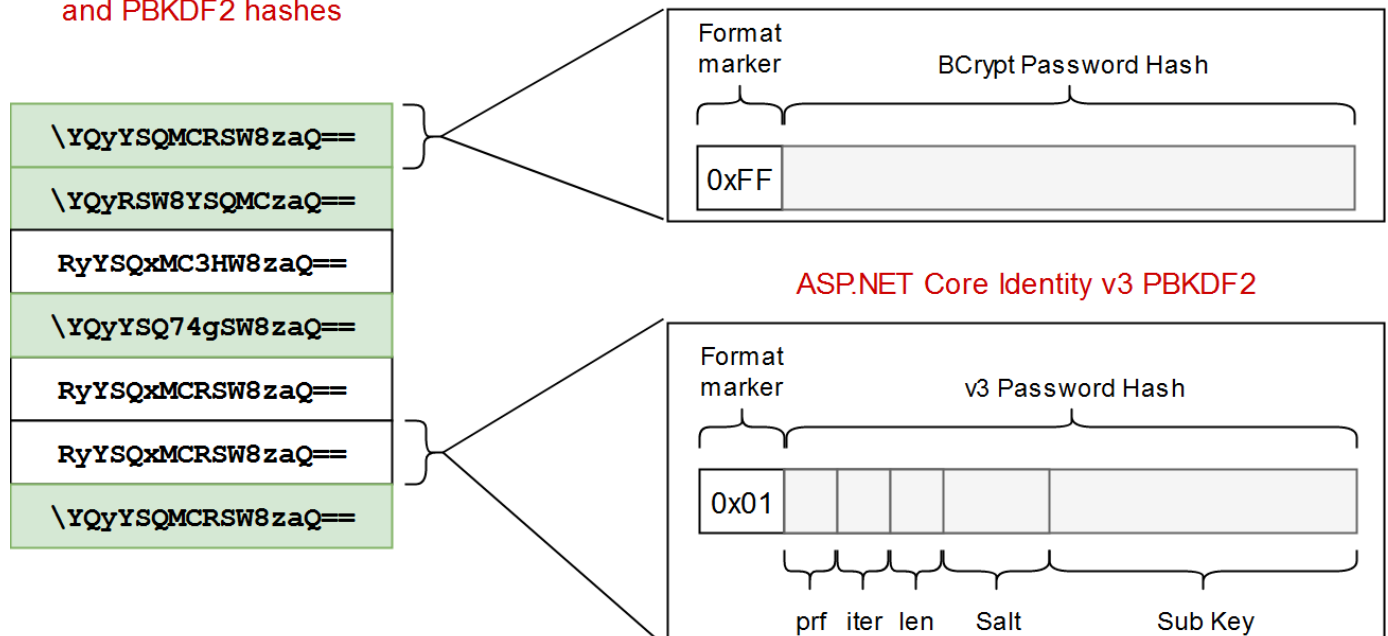 and PBKDF2 hashes
\YQyYSQMCRSW8zaQ==
\YQyRSW8YSQMCzaQ==
RyYSQxMC3HW8zaQ==
\YQyYSQ74gSW8zaQ==
RyYSQxMCRSW8zaQ==
RyYSQxMCRSW8zaQ==
\YQyYSQMCRSW8zaQ==
Format
marker
BCrypt Password Hash
0xFF
ASP.NET Core Identity v3 PBKDF2
Format
marker
v3 Password Hash
0x01
prf iter len Salt Sub Key